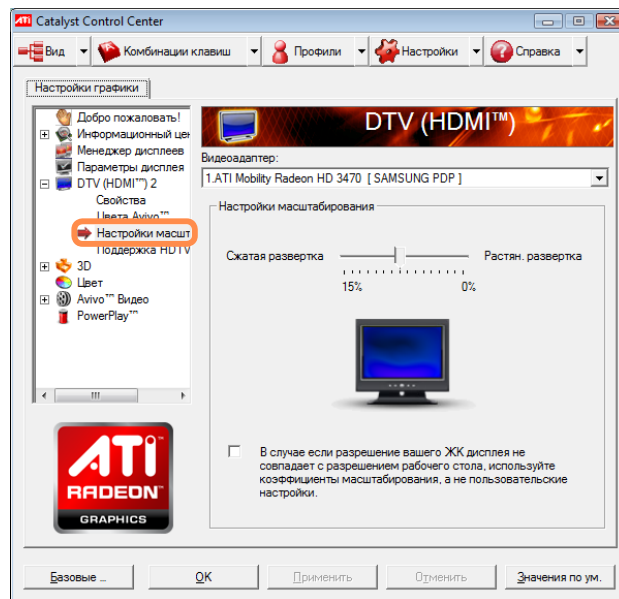 Catalyst Control Center
Вид
Комбинации клавиш
Профили
Настройки
Справка
Настройки графики
Добро пожаловать!
Информационный цен
Менеджер дисплеев
Параметры дисплея
DTV (HDMI™) 2
Свойства
Цвета Avivo™
Настройки масшт
Поддержка HDTV
3D
Цвет
Avivo™ Видео
PowerPlay™
ATI
RADEON
GRAPHICS
DTV (HDMI™)
Видеоадаптер:
1.ATI Mobility Radeon HD 3470 [ SAMSUNG PDP ]
Настройки масштабирования
Сжатая развертка
Растян. развертка
15% 0%
В случае если разрешение вашего ЖК дисплея не
совпадает с разрешением рабочего стола, используйте
коэффициенты масштабирования, а не пользовательские
настройки.
Базовые ...
OK
Применить
Отменить
Значения по ум.